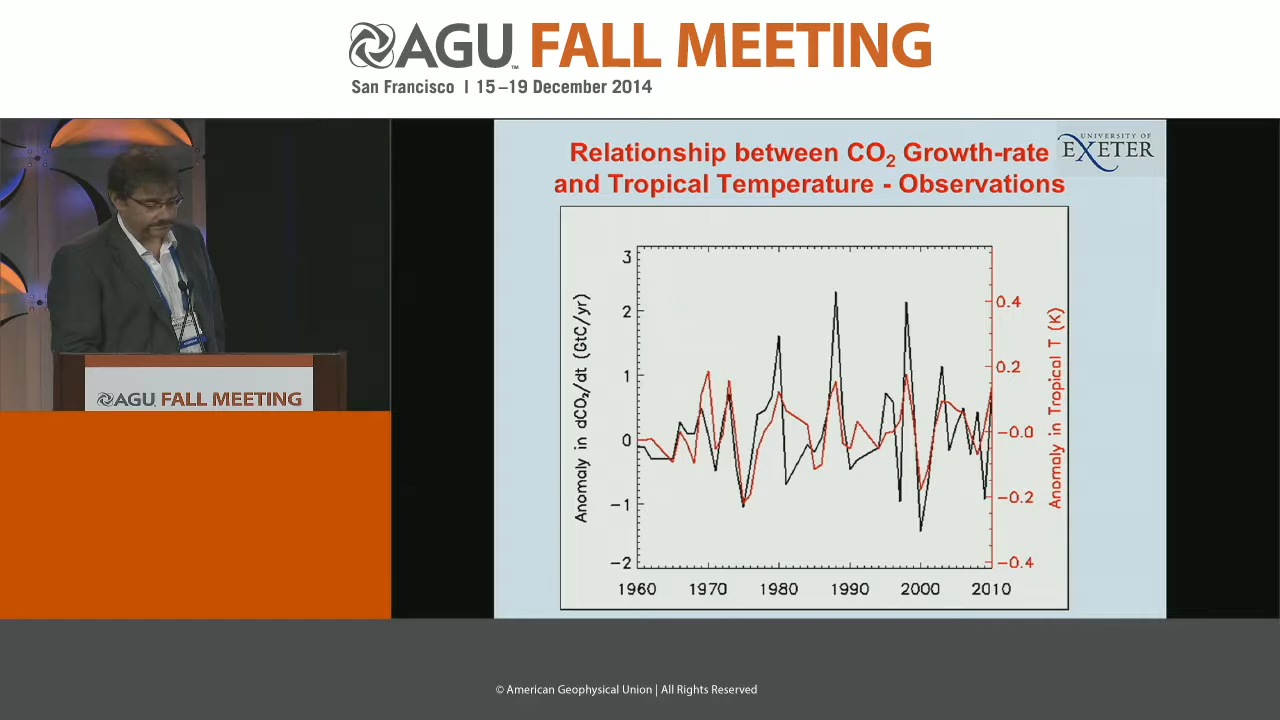 AGU FALL MEETING
San Francisco | 15–19 December 2014
Relationship between CO2 Growth-rate
and Tropical Temperature - Observations
UNIVERSITY OF
EXETER
Anomaly in dCO2/dt (GtC/yr)
3
2
1
0
−1
−2
1960 1970 1980 1990 2000 2010
0.4
0.2
−0.0
−0.2
−0.4
Anomaly in Tropical T (K)
AGU FALL MEETING
© American Geophysical Union | All Rights Reserved